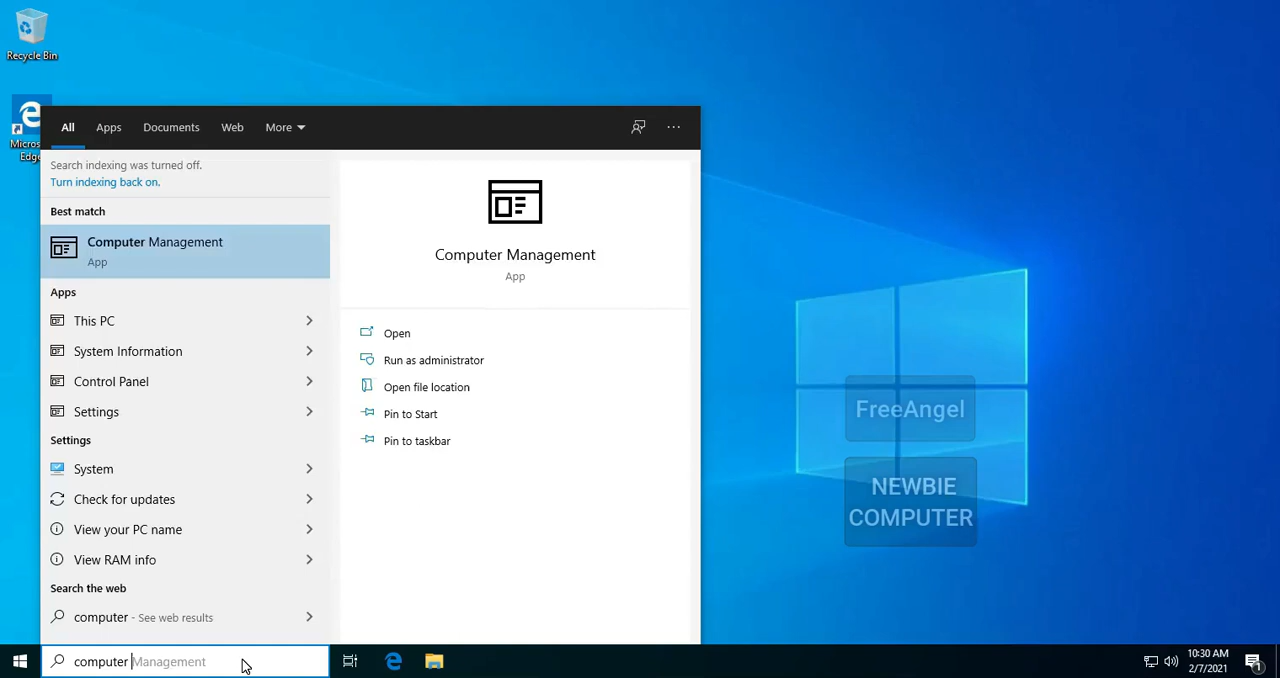 Recycle Bin
Micros
Edge
All
Apps
Documents
Web
More
Search indexing was turned off.
Turn indexing back on.
Best match
Computer Management
App
Apps
This PC
System Information
Control Panel
Settings
Settings
System
Check for updates
View your PC name
View RAM info
Search the web
computer - See web results
Computer Management
App
Open
Run as administrator
Open file location
Pin to Start
Pin to taskbar
FreeAngel
NEWBIE
COMPUTER
computer Management
10:30 AM
2/7/2021
1